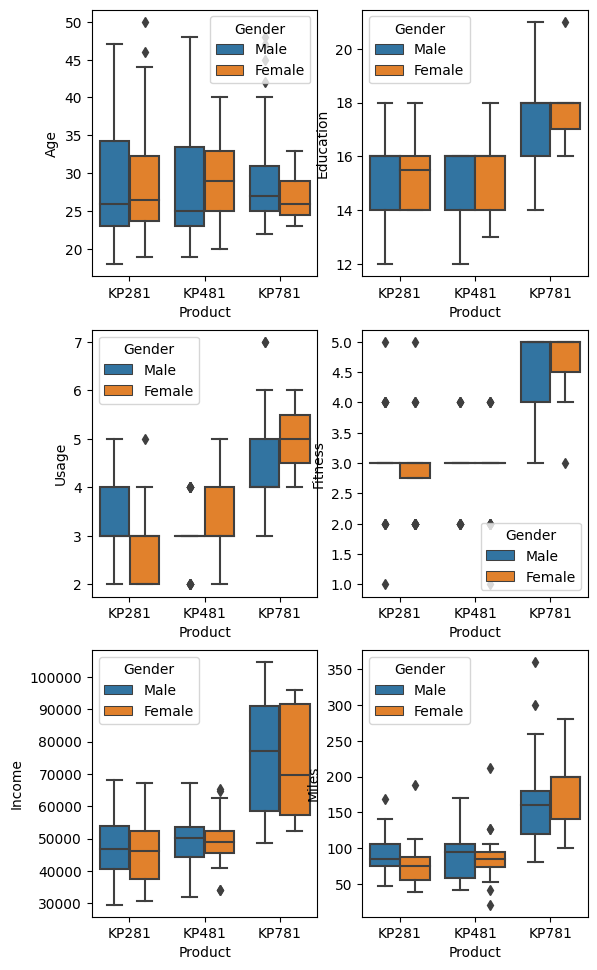 50
45
40
35
30
25
20
Age
Gender
Male
Female
KP281 KP481 KP781
Product
20
18
16
14
12
Education
Gender
Male
Female
KP281 KP481 KP781
Product
7
6
5
4
3
2
Usage
Gender
Male
Female
KP281 KP481 KP781
Product
5.0
4.5
4.0
3.5
3.0
2.5
2.0
1.5
1.0
Fitness
Gender
Male
Female
KP281 KP481 KP781
Product
100000
90000
80000
70000
60000
50000
40000
30000
Income
Gender
Male
Female
KP281 KP481 KP781
Product
350
300
250
200
150
100
50
Miles
Gender
Male
Female
KP281 KP481 KP781
Product